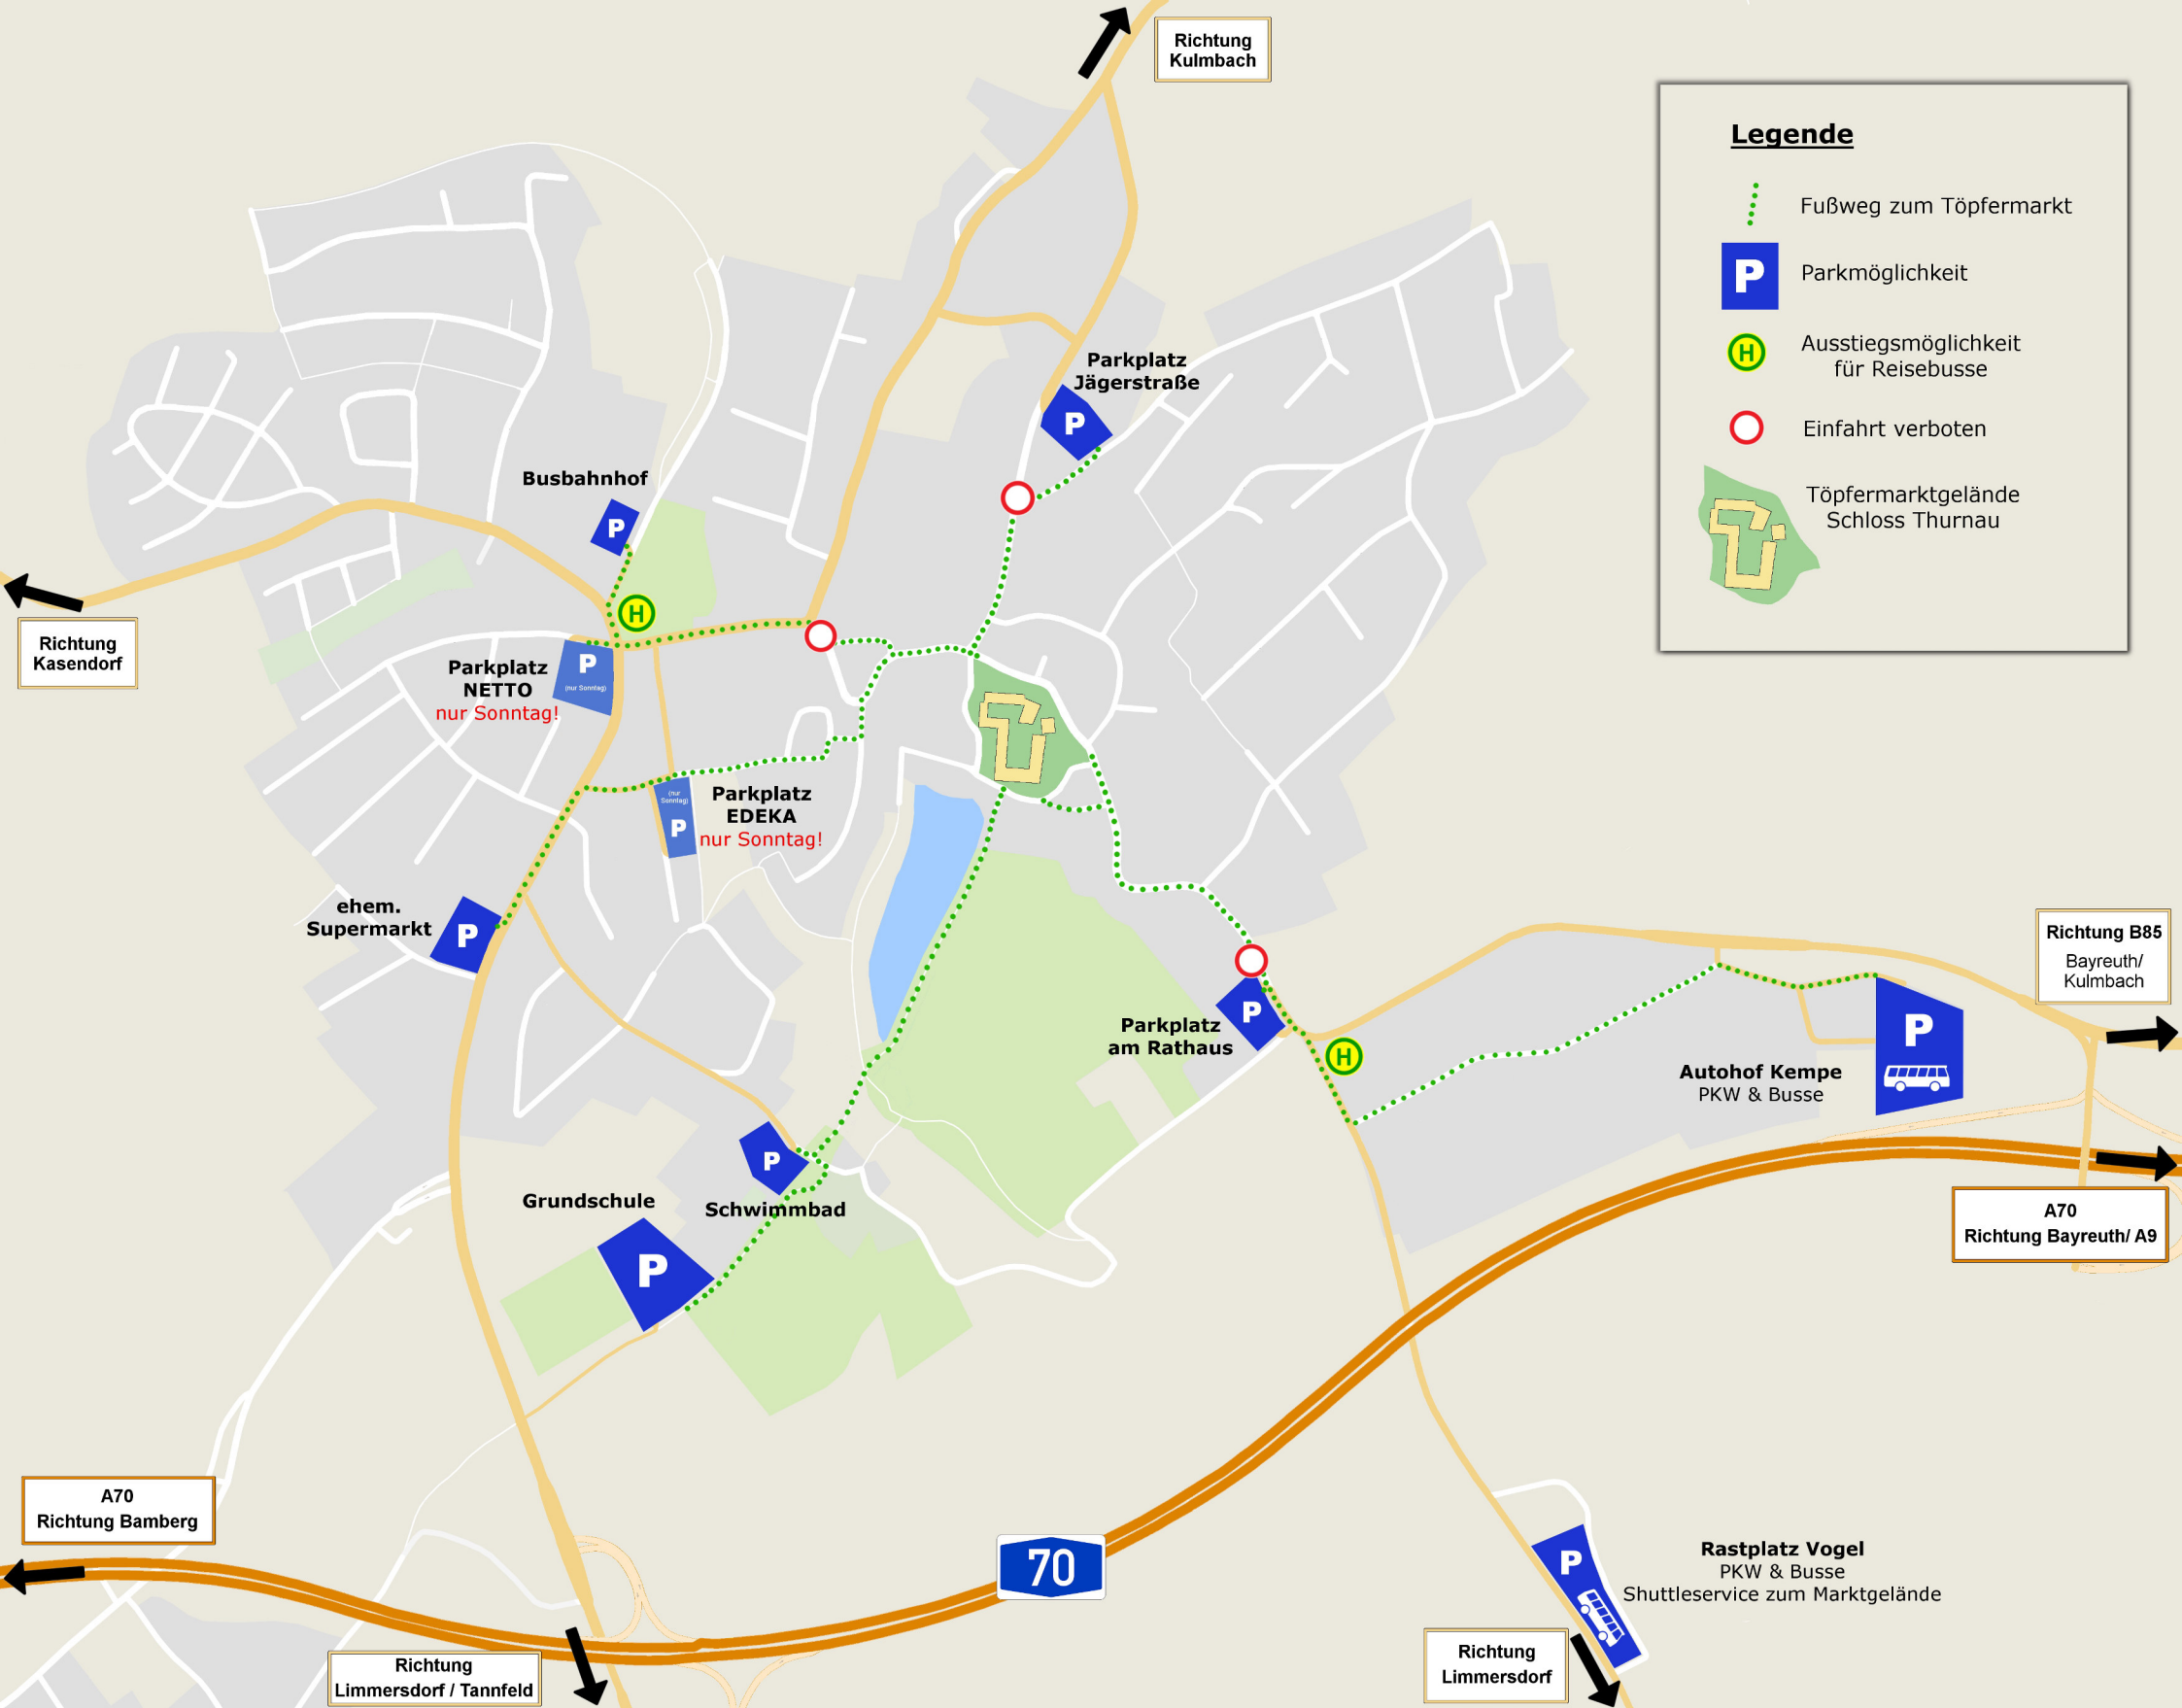 Richtung
Kulmbach
Legende
Fußweg zum Töpfermarkt
P
Parkmöglichkeit
H
Ausstiegsmöglichkeit
für Reisebusse
Einfahrt verboten
Töpfermarktgelände
Schloss Thurnau
Parkplatz
Jägerstraße
P
Busbahnhof
P
H
Richtung
Kasendorf
Parkplatz
NETTO
nur Sonntag!
P
(nur Sonntag)
Parkplatz
EDEKA
nur Sonntag!
(nur
Sonntag)
P
ehem.
Supermarkt
P
Richtung B85
Bayreuth/
Kulmbach
P
Parkplatz
am Rathaus
H
P
Autohof Kempe
PKW & Busse
P
Schwimmbad
Grundschule
P
A70
Richtung Bayreuth/ A9
A70
Richtung Bamberg
70
P
Rastplatz Vogel
PKW & Busse
Shuttleservice zum Marktgelände
Richtung
Limmersdorf / Tannfeld
Richtung
Limmersdorf